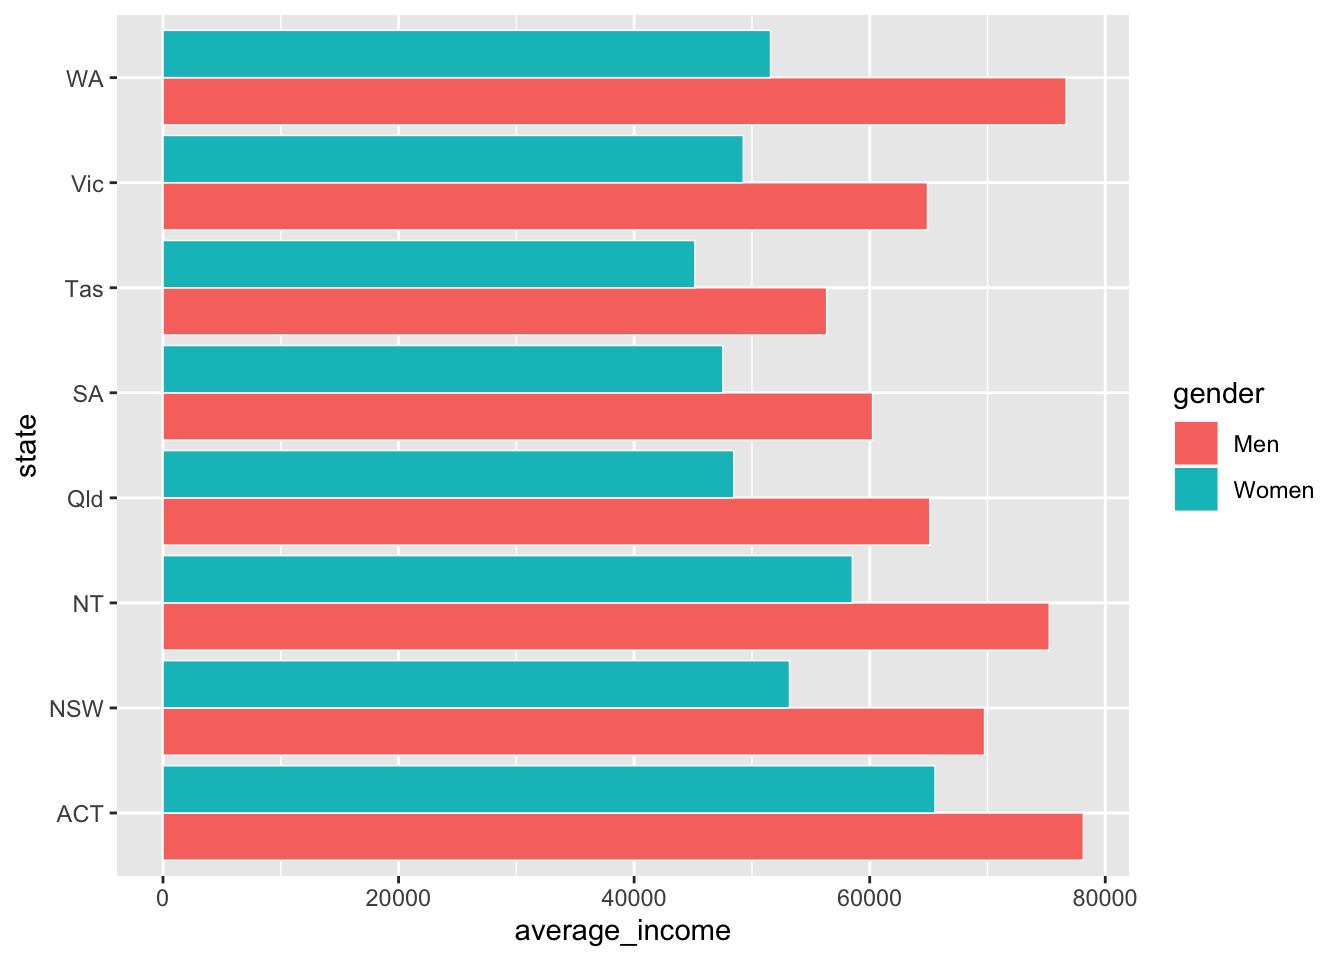 WA
Vic
Tas
SA
Qld
NT
NSW
ACT
state
0 20000 40000 60000 80000
average_income
gender
Men
Women